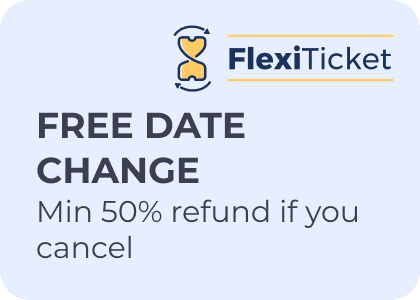 FlexiTicket
FREE DATE
CHANGE
Min 50% refund if you
cancel